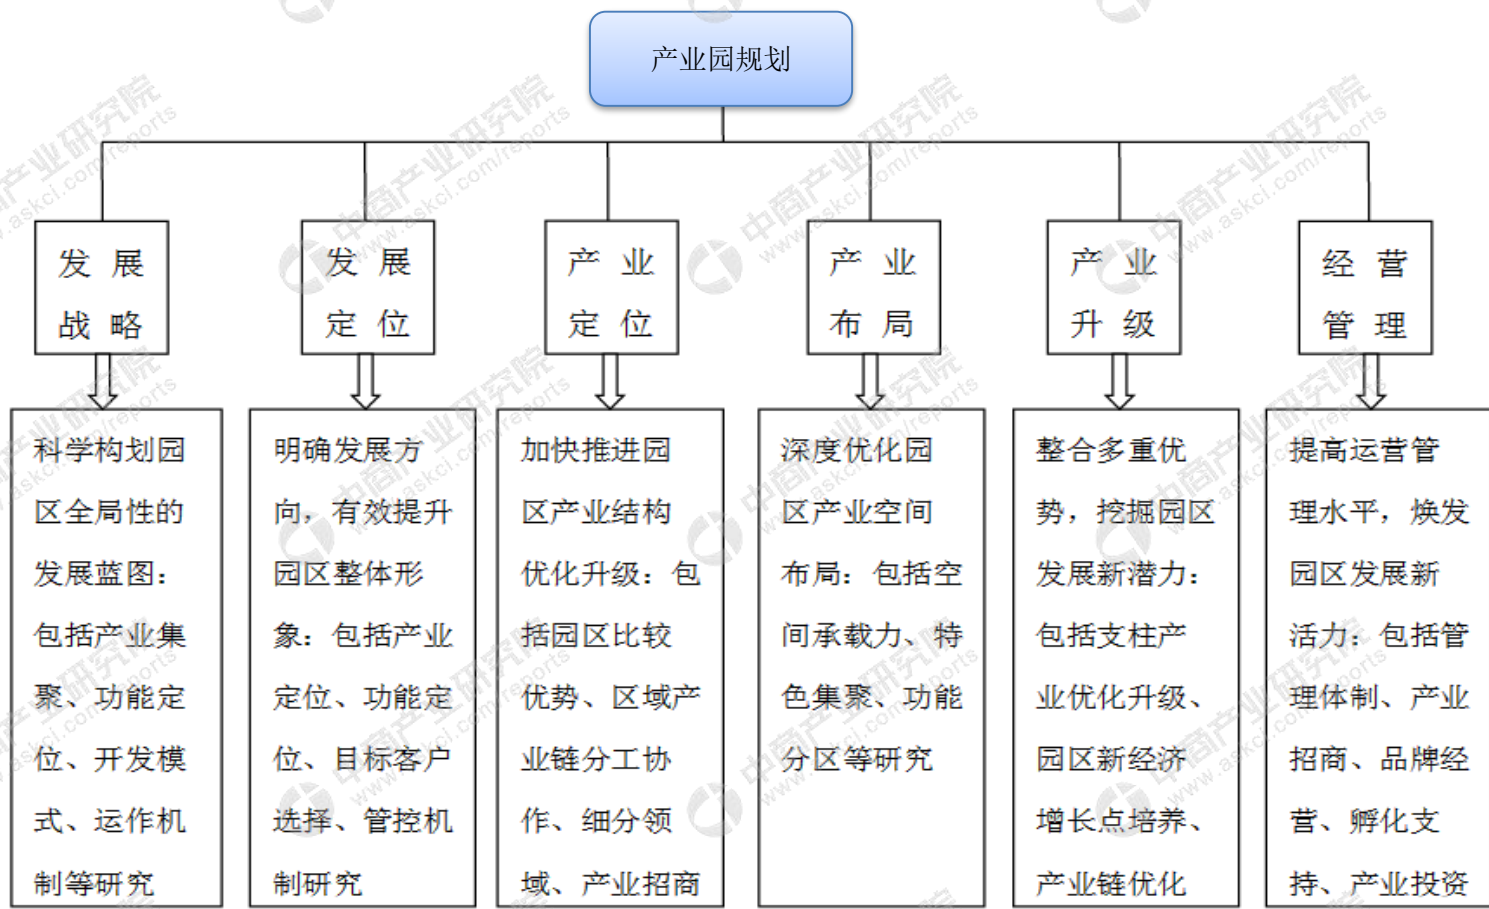 产业园规划
发展
战略
发展
定位
产业
定位
产业
布局
产业
升级
经营
管理
科学构划园
区全局性的
发展蓝图：
包括产业集
聚、功能定
位、开发模
式、运作机
制等研究
明确发展方
向，有效提升
园区整体形
象：包括产业
定位、功能定
位、目标客户
选择、管控机
制研究
加快推进园
区产业结构
优化升级：包
括园区比较
优势、区域产
业链分工协
作、细分领
域、产业招商
深度优化园
区产业空间
布局：包括空
间承载力、特
色集聚、功能
分区等研究
整合多重优
势，挖掘园区
发展新潜力：
包括支柱产
业优化升级、
园区新经济
增长点培养、
产业链优化
提高运营管
理水平，焕发
园区发展新
活力：包括管
理体制、产业
招商、品牌经
营、孵化支
持、产业投资
中商产业研究院
www.askci.com/reports